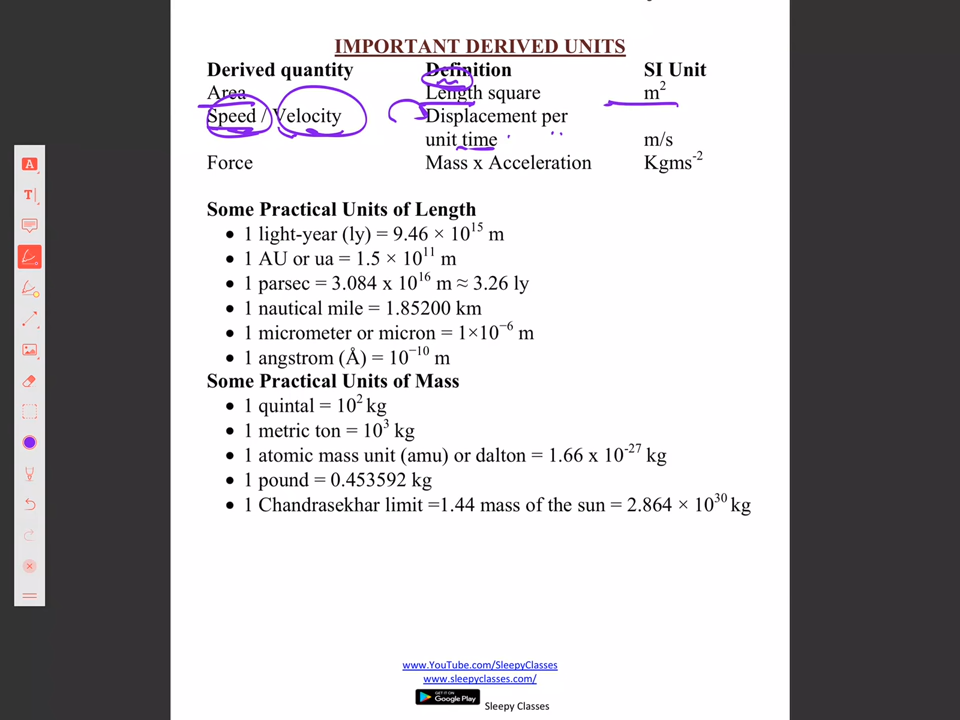 IMPORTANT DERIVED UNITS
Derived quantity Definition SI Unit
Area Length square m²
Speed / Velocity Displacement per
unit time m/s
Force Mass x Acceleration Kgms⁻²
Some Practical Units of Length
• 1 light-year (ly) = 9.46 × 10¹⁵ m
• 1 AU or ua = 1.5 × 10¹¹ m
• 1 parsec = 3.084 x 10¹⁶ m ≈ 3.26 ly
• 1 nautical mile = 1.85200 km
• 1 micrometer or micron = 1×10⁻⁶ m
• 1 angstrom (Å) = 10⁻¹⁰ m
Some Practical Units of Mass
• 1 quintal = 10² kg
• 1 metric ton = 10³ kg
• 1 atomic mass unit (amu) or dalton = 1.66 x 10⁻²⁷ kg
• 1 pound = 0.453592 kg
• 1 Chandrasekhar limit =1.44 mass of the sun = 2.864 × 10³⁰ kg
www.YouTube.com/SleepyClasses
www.sleepyclasses.com/
GET IT ON
Google Play Sleepy Classes